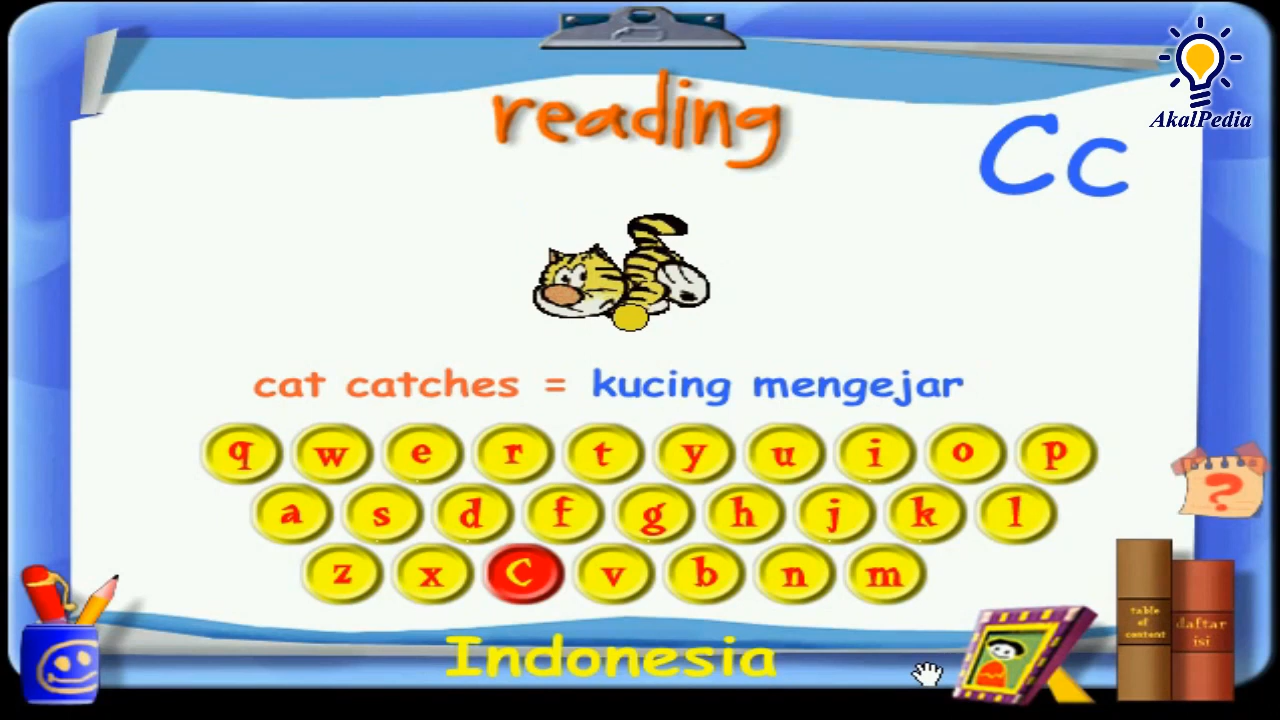 AkalPedia
reading
Cc
cat catches = kucing mengejar
q w e r t y u i o p
a s d f g h j k l
z x c v b n m
?
table of content
daftar isi
Indonesia